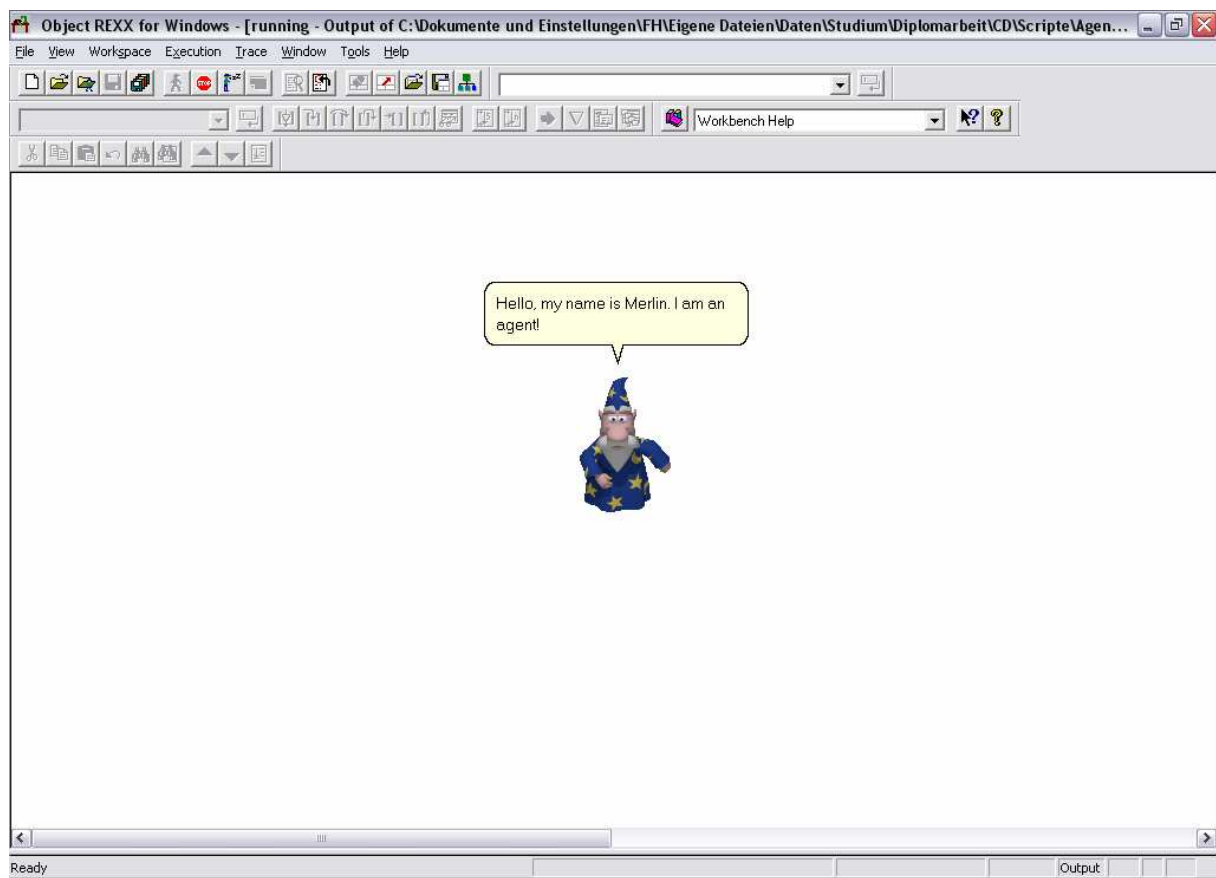 Object REXX for Windows - [running - Output of C:\Dokumente und Einstellungen\FH\Eigene Dateien\Daten\Studium\Diplomarbeit\CD\Scripte\Agen...
File View Workspace Execution Trace Window Tools Help
STOP
Workbench Help
Hello, my name is Merlin. I am an
agent!
Ready Output